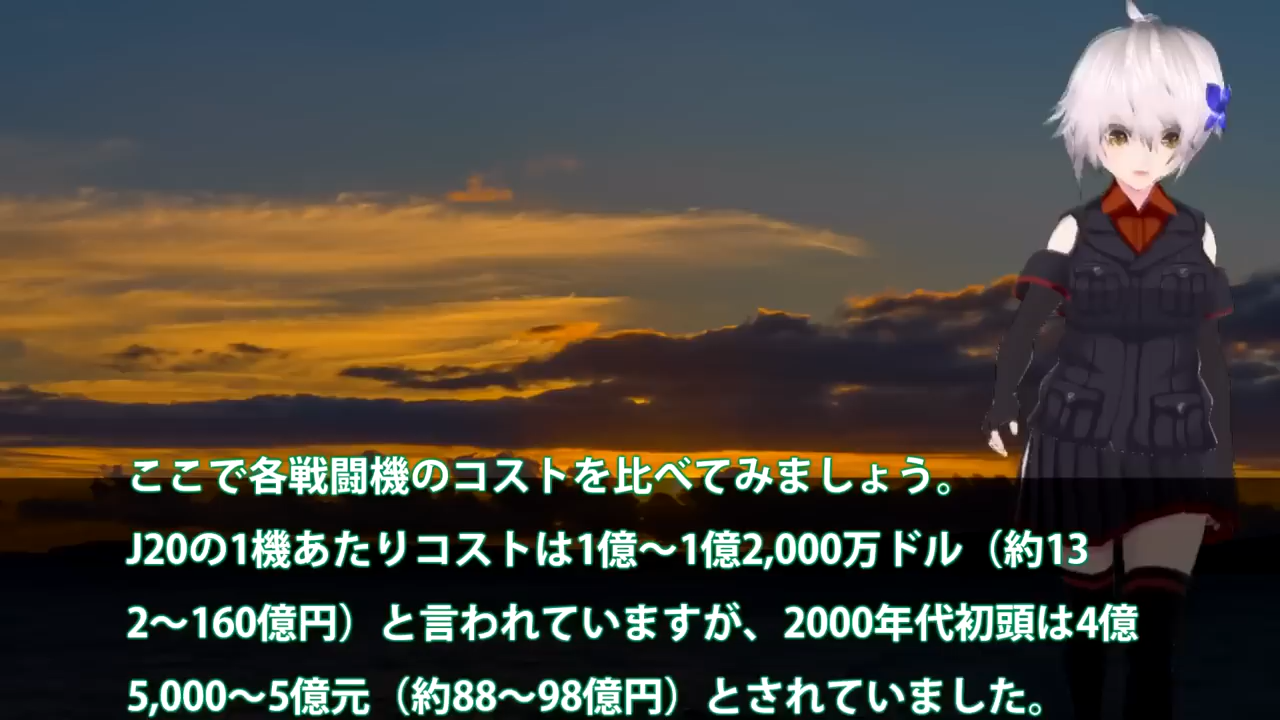 ここで各戦闘機のコストを比べてみましょう。
J20の1機あたりコストは1億～1億2,000万ドル（約13
2～160億円）と言われていますが、2000年代初頭は4億
5,000～5億元（約88～98億円）とされていました。